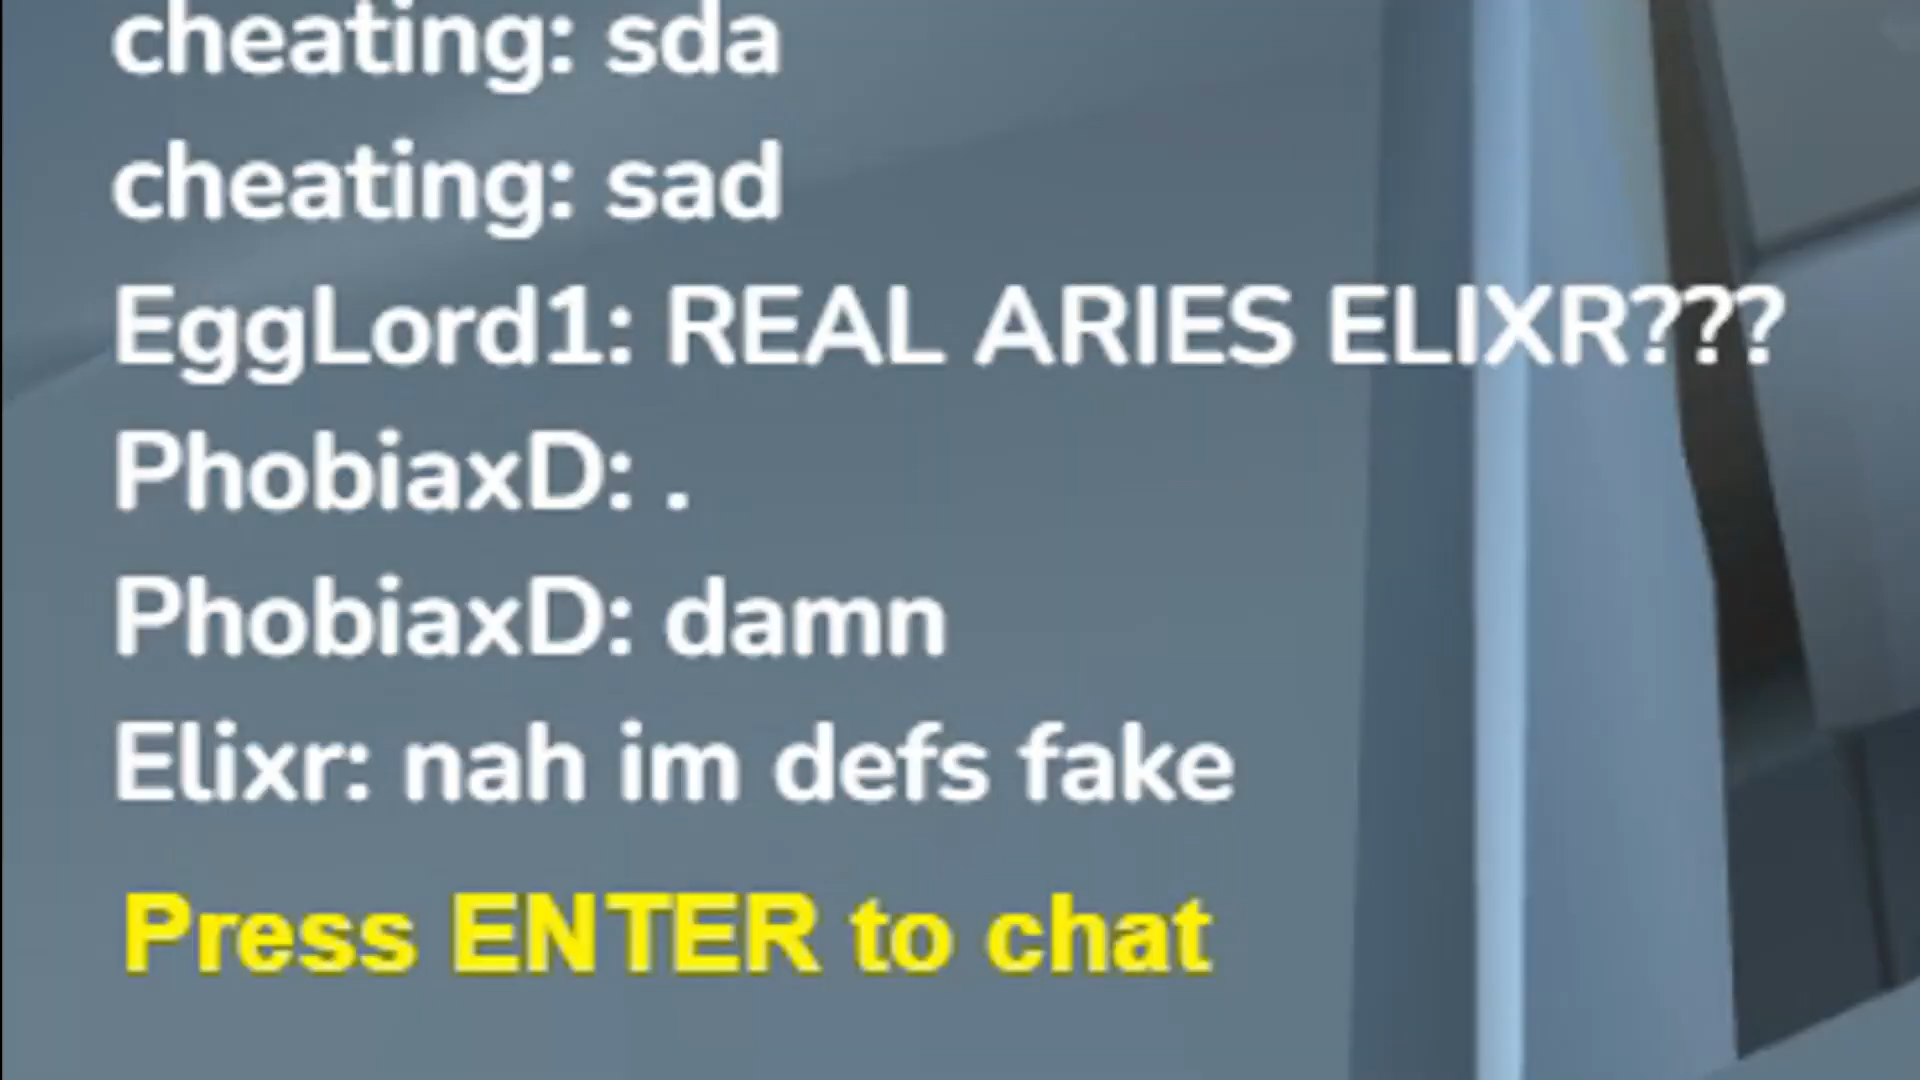 cheating: sda
cheating: sad
EggLord1: REAL ARIES ELIXR???
PhobiaxD: .
PhobiaxD: damn
Elixr: nah im defs fake
Press ENTER to chat